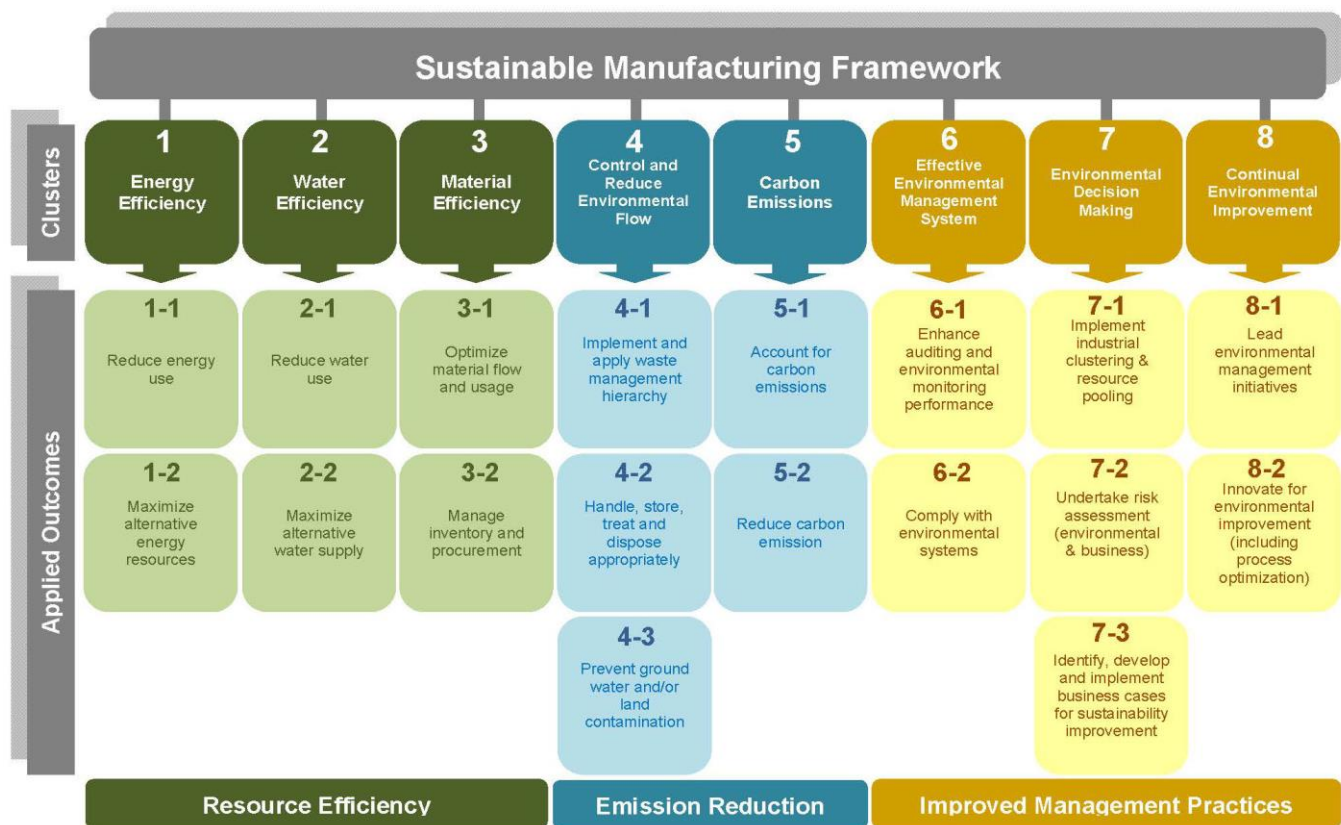 Sustainable Manufacturing Framework
Clusters
1
Energy
Efficiency
2
Water
Efficiency
3
Material
Efficiency
4
Control and
Reduce
Environmental
Flow
5
Carbon
Emissions
6
Effective
Environmental
Management
System
7
Environmental
Decision
Making
8
Continual
Environmental
Improvement
Applied Outcomes
1-1
Reduce energy
use
2-1
Reduce water
use
3-1
Optimize
material flow
and usage
4-1
Implement and
apply waste
management
hierarchy
5-1
Account for
carbon
emissions
6-1
Enhance
auditing and
environmental
monitoring
performance
7-1
Implement
industrial
clustering &
resource
pooling
8-1
Lead
environmental
management
initiatives
1-2
Maximize
alternative
energy
resources
2-2
Maximize
alternative
water supply
3-2
Manage
inventory and
procurement
4-2
Handle, store,
treat and
dispose
appropriately
5-2
Reduce carbon
emission
6-2
Comply with
environmental
systems
7-2
Undertake risk
assessment
(environmental
& business)
8-2
Innovate for
environmental
improvement
(including
process
optimization)
4-3
Prevent ground
water and/or
land
contamination
7-3
Identify, develop
and implement
business cases
for sustainability
improvement
Resource Efficiency
Emission Reduction
Improved Management Practices